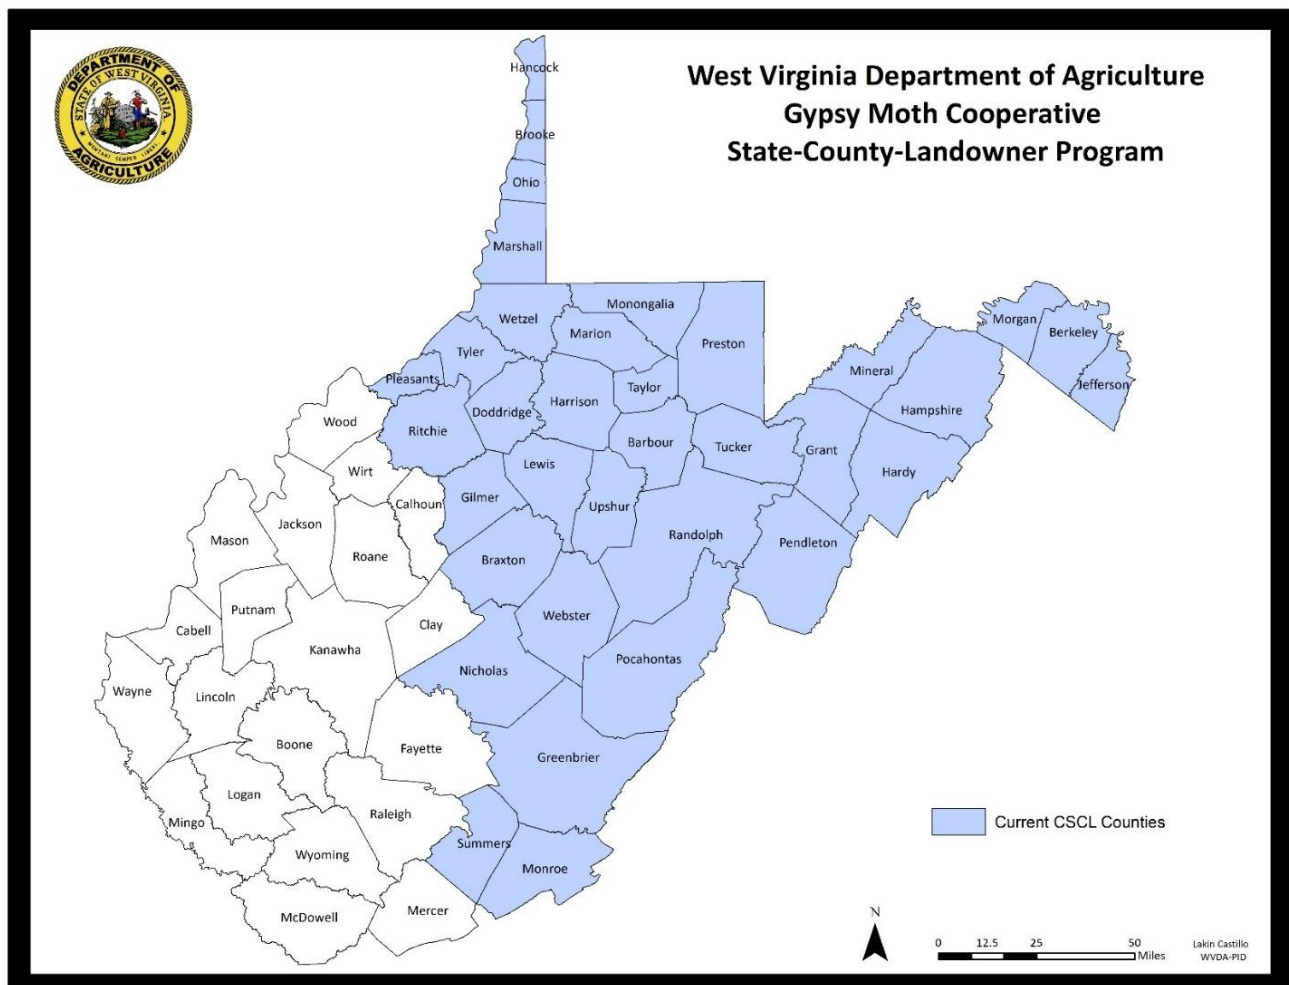 DEPARTMENT OF
STATE OF WEST VIRGINIA
MONTANI SEMPER LIBERI
AGRICULTURE
West Virginia Department of Agriculture
Gypsy Moth Cooperative
State-County-Landowner Program
Hancock
Brooke
Ohio
Marshall
Wetzel
Monongalia
Marion
Preston
Morgan
Berkeley
Jefferson
Tyler
Pleasants
Doddridge
Harrison
Taylor
Mineral
Hampshire
Wood
Ritchie
Barbour
Tucker
Grant
Hardy
Wirt
Lewis
Gilmer
Upshur
Calhoun
Jackson
Mason
Roane
Randolph
Pendleton
Braxton
Putnam
Cabell
Clay
Webster
Kanawha
Nicholas
Pocahontas
Wayne
Lincoln
Boone
Fayette
Greenbrier
Logan
Mingo
Raleigh
Summers
Wyoming
Monroe
McDowell
Mercer
Current CSCL Counties
N
0 12.5 25 50
Miles
Lakin Castillo
WVDA-PID